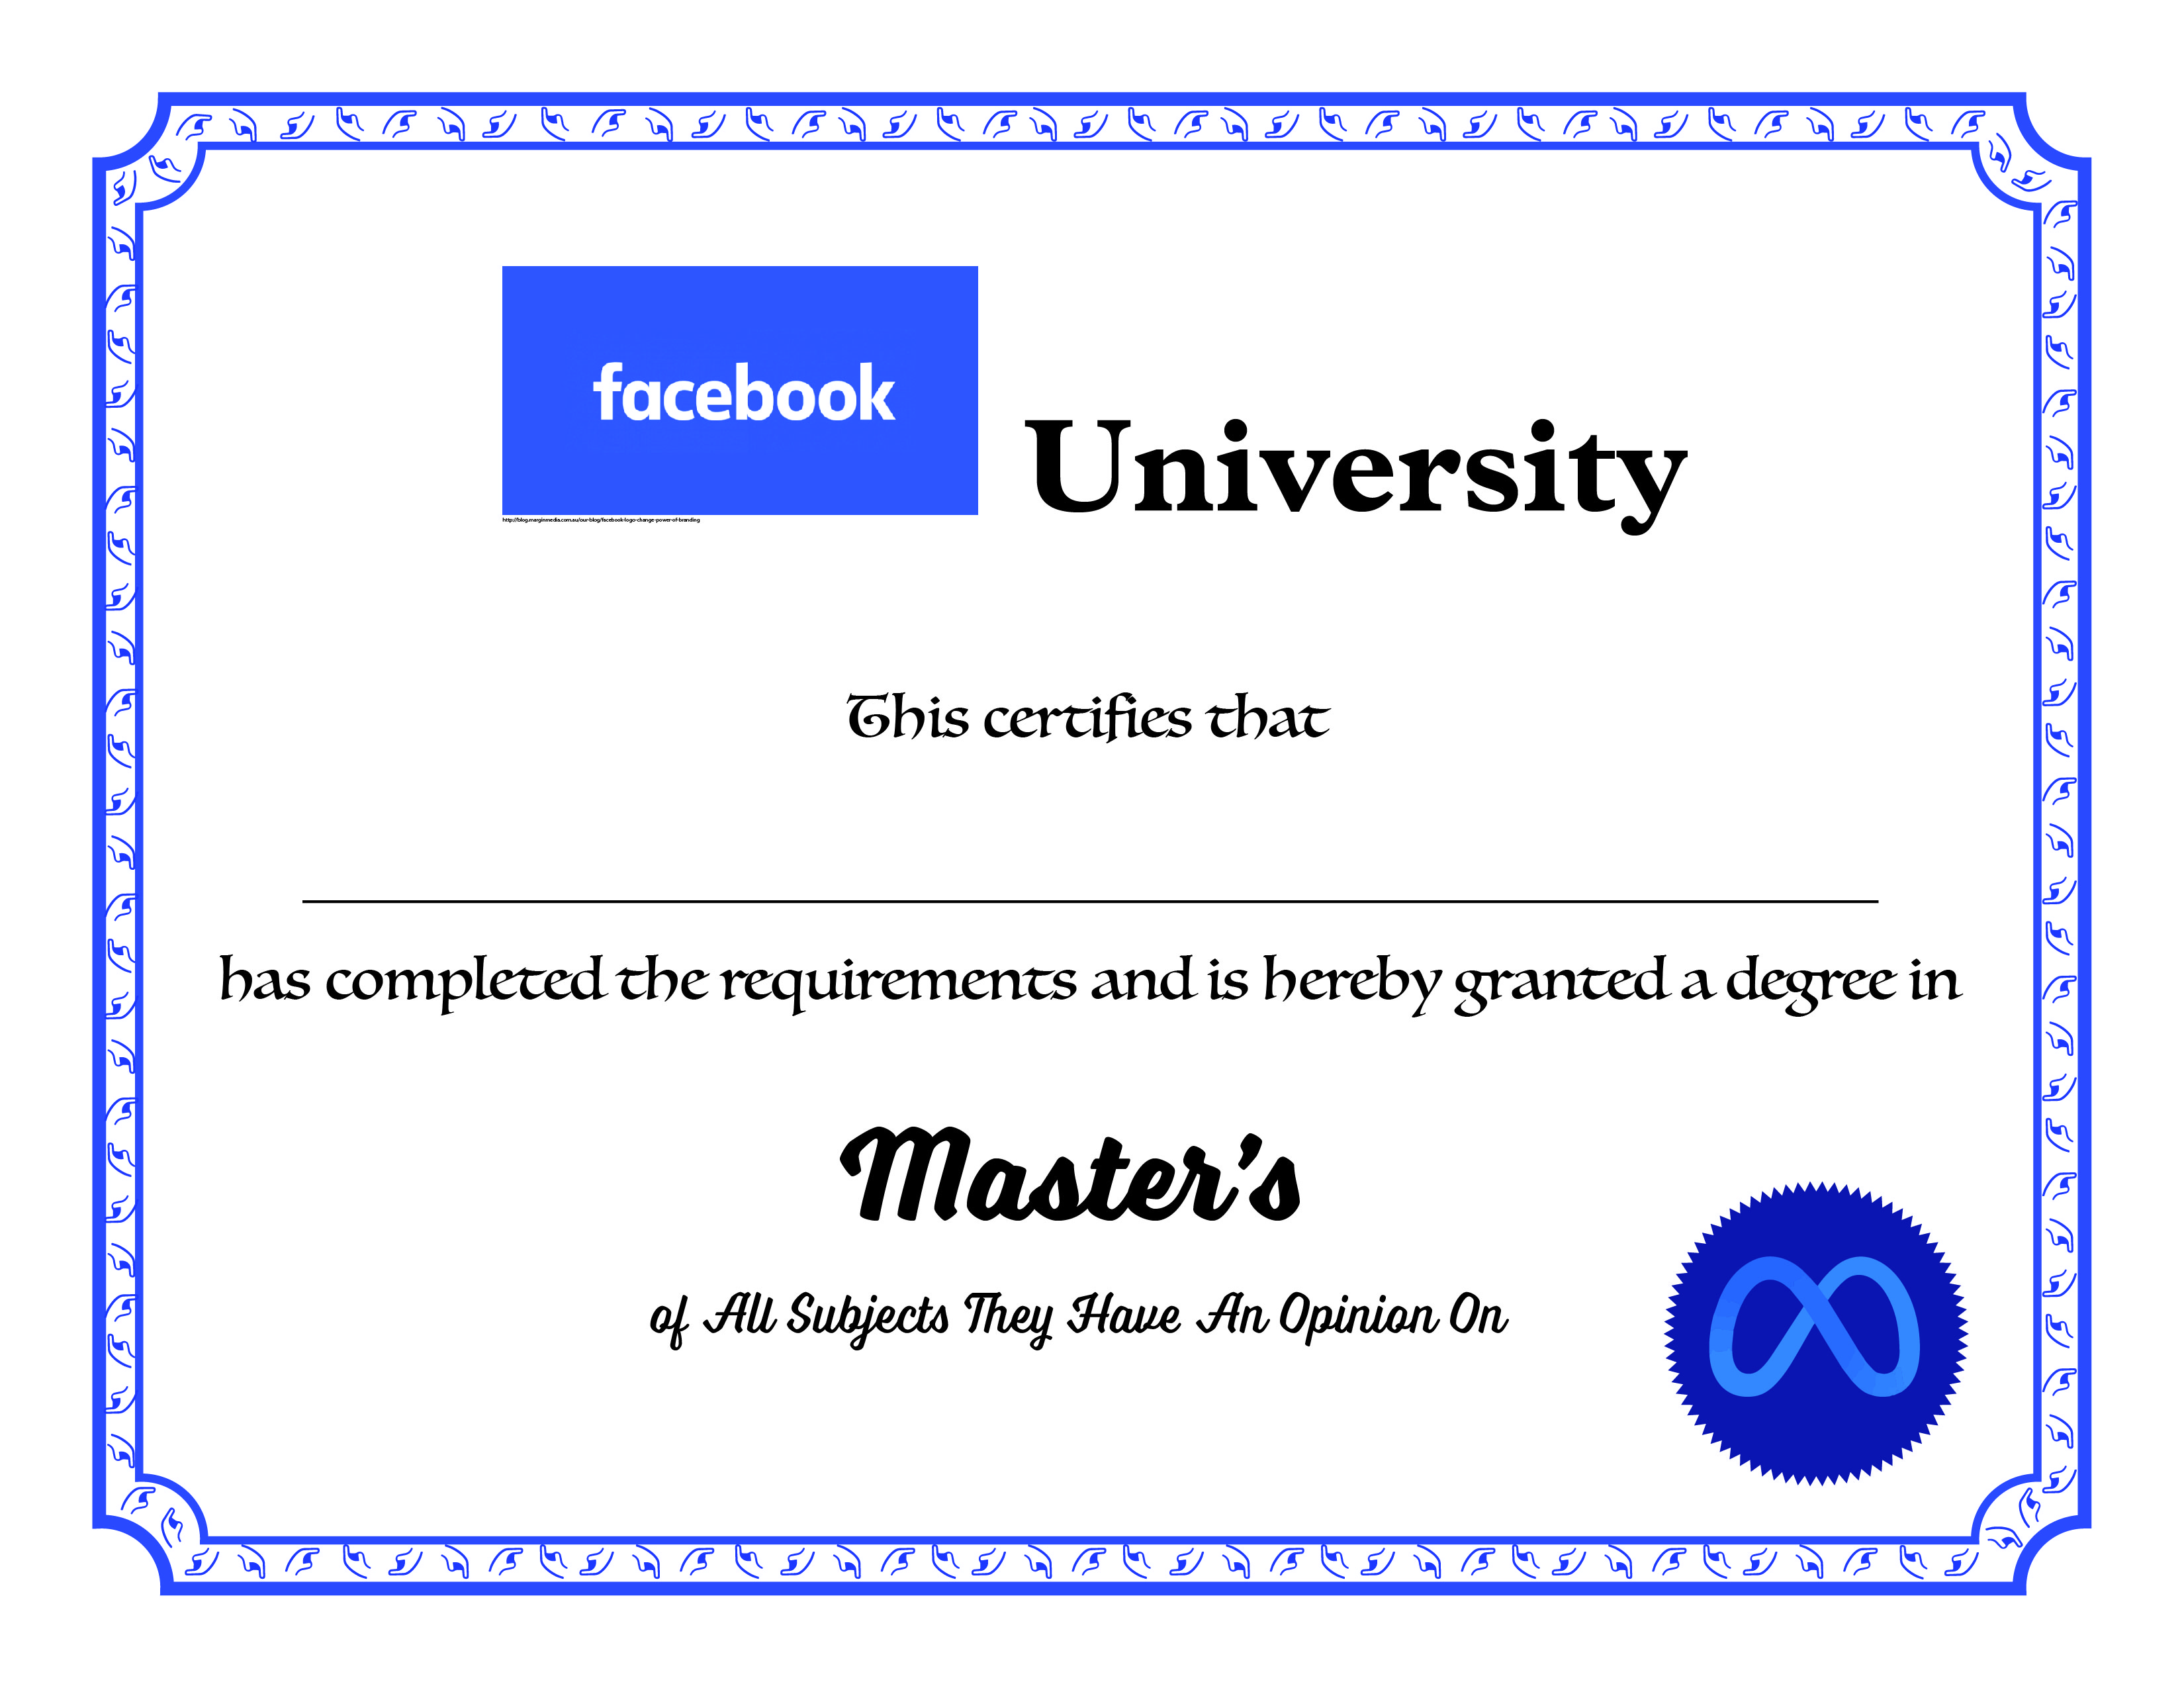 facebook
University
http://blog.marginmedia.com.au/our-blog/facebook-logo-change-power-of-branding
This certifies that
has completed the requirements and is hereby granted a degree in
Master's
of All Subjects They Have An Opinion On